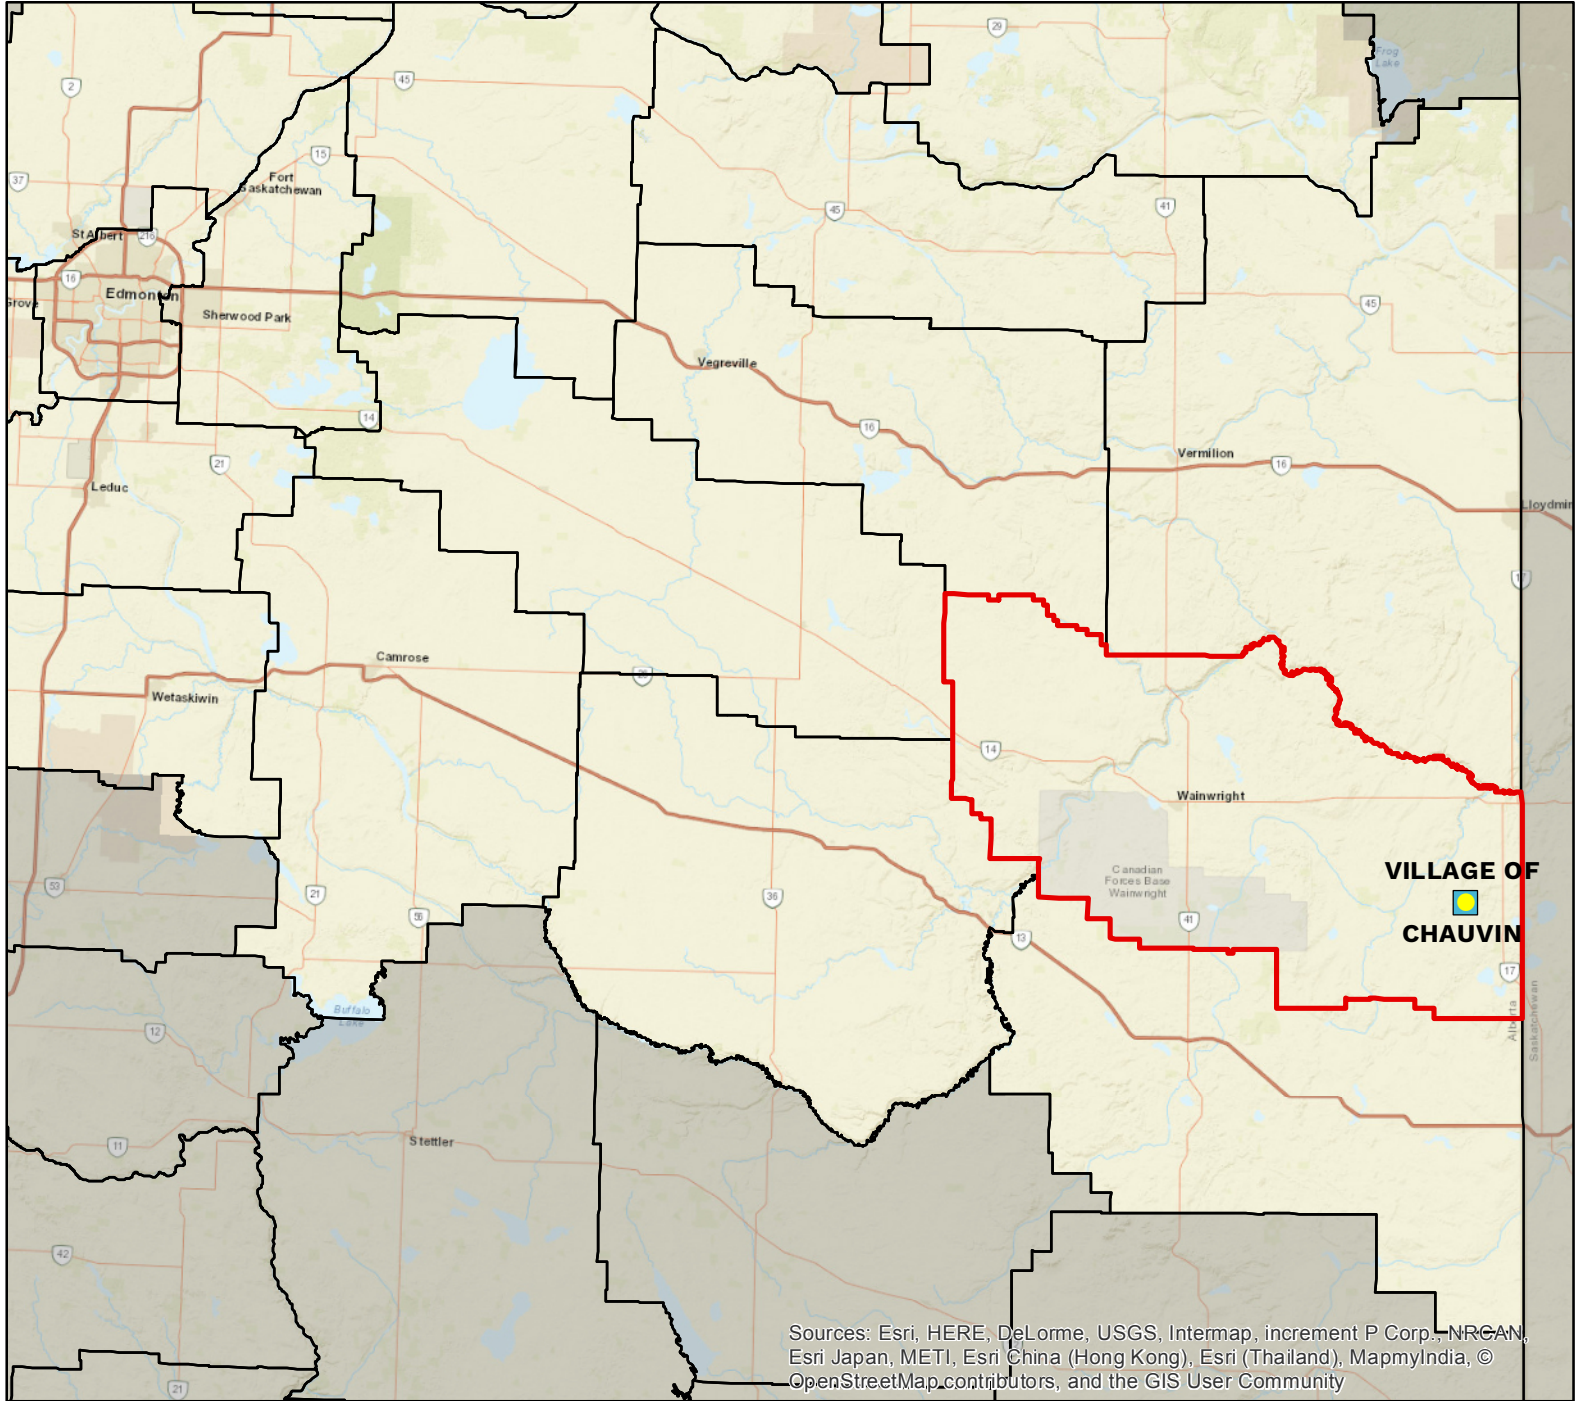 29
Frog
Lake
2
45
15
Fort
Saskatchewan
37
45
41
St Albert
216
16
Edmonton
Grove
Sherwood Park
45
Vegreville
14
16
Vermilion
16
21
Leduc
Lloydmin
17
Camrose
26
Wetaskiwin
14
Wainwright
VILLAGE OF
CHAUVIN
Canadian
Forces Base
Wainwright
53
21
56
36
41
13
17
Buffalo
Lake
Alberta
Saskatchewan
12
11
Stettler
42
21
Sources: Esri, HERE, DeLorme, USGS, Intermap, increment P Corp., NRCAN,
Esri Japan, METI, Esri China (Hong Kong), Esri (Thailand), MapmyIndia, ©
OpenStreetMap contributors, and the GIS User Community